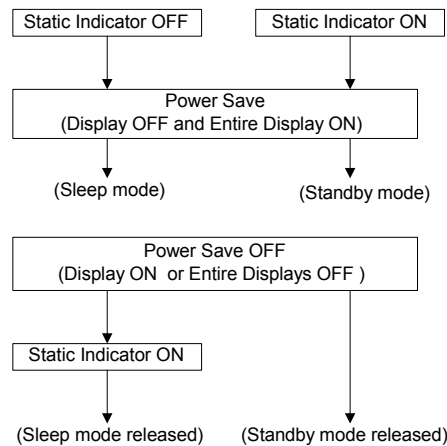 Static Indicator OFF
Static Indicator ON
Power Save
(Display OFF and Entire Display ON)
(Sleep mode)
(Standby mode)
Power Save OFF
(Display ON or Entire Displays OFF )
Static Indicator ON
(Sleep mode released)
(Standby mode released)